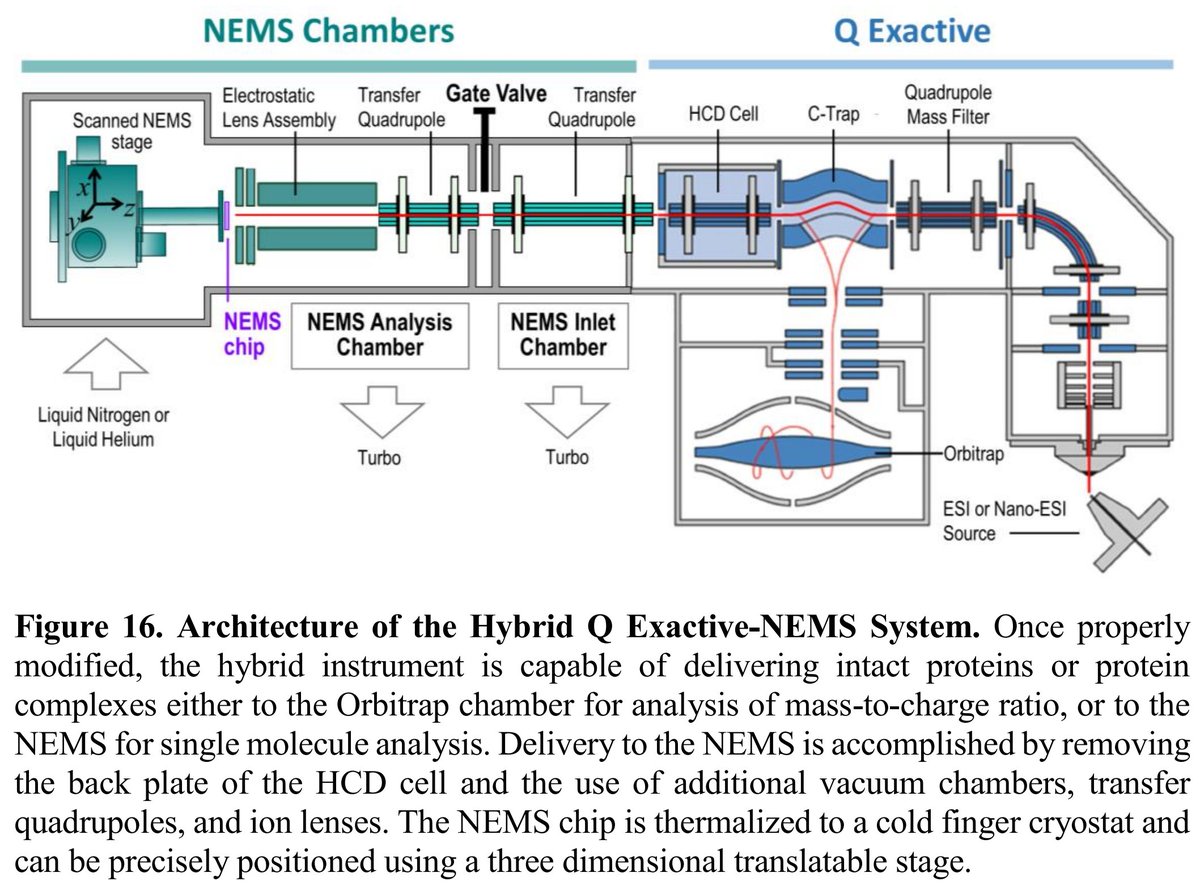 NEMS Chambers
Q Exactive
Scanned NEMS
stage
Electrostatic
Lens Assembly
Transfer
Quadrupole
Gate Valve
Transfer
Quadrupole
HCD Cell
C-Trap
Quadrupole
Mass Filter
x
y
z
NEMS
chip
NEMS Analysis
Chamber
NEMS Inlet
Chamber
Liquid Nitrogen or
Liquid Helium
Turbo
Turbo
Orbitrap
ESI or Nano-ESI
Source
Figure 16. Architecture of the Hybrid Q Exactive-NEMS System. Once properly
modified, the hybrid instrument is capable of delivering intact proteins or protein
complexes either to the Orbitrap chamber for analysis of mass-to-charge ratio, or to the
NEMS for single molecule analysis. Delivery to the NEMS is accomplished by removing
the back plate of the HCD cell and the use of additional vacuum chambers, transfer
quadrupoles, and ion lenses. The NEMS chip is thermalized to a cold finger cryostat and
can be precisely positioned using a three dimensional translatable stage.